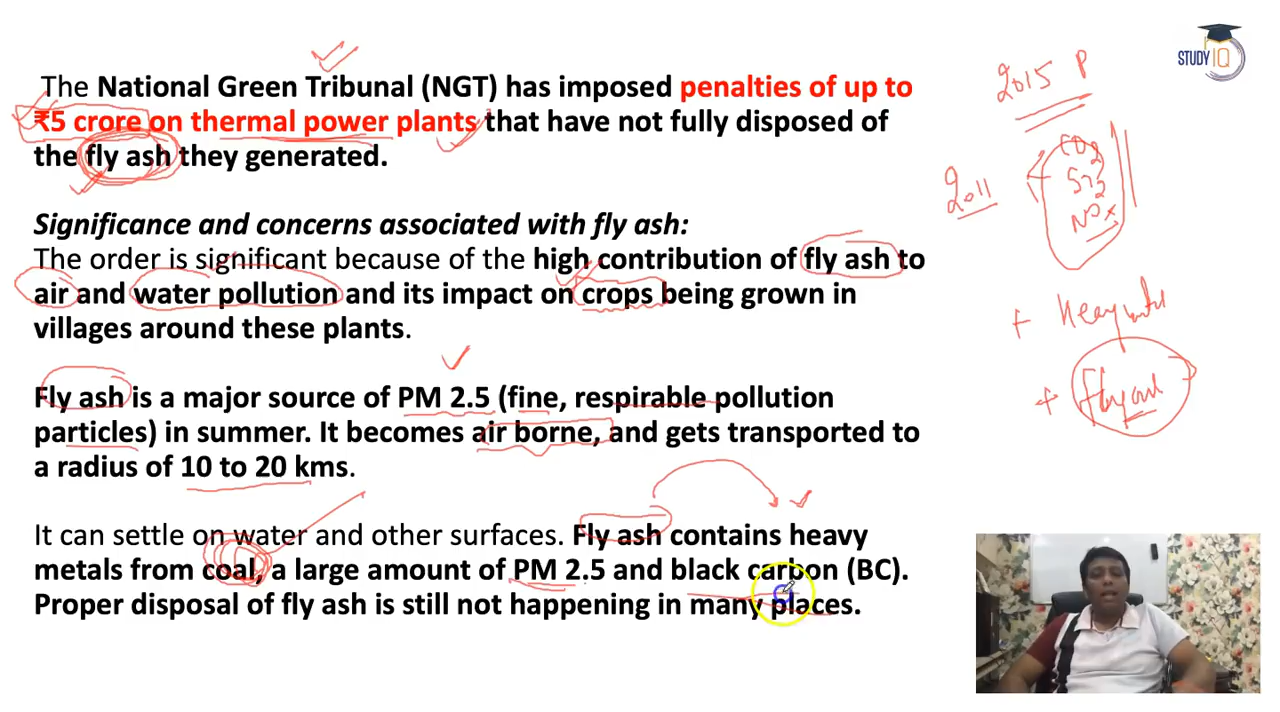 The National Green Tribunal (NGT) has imposed penalties of up to
₹5 crore on thermal power plants that have not fully disposed of
the fly ash they generated.
Significance and concerns associated with fly ash:
The order is significant because of the high contribution of fly ash to
air and water pollution and its impact on crops being grown in
villages around these plants.
Fly ash is a major source of PM 2.5 (fine, respirable pollution
particles) in summer. It becomes air borne, and gets transported to
a radius of 10 to 20 kms.
It can settle on water and other surfaces. Fly ash contains heavy
metals from coal, a large amount of PM 2.5 and black carbon (BC).
Proper disposal of fly ash is still not happening in many places.
STUDY IQ
2015 P
CO2
2011
NOx
+ Heavy
+ Fly ash